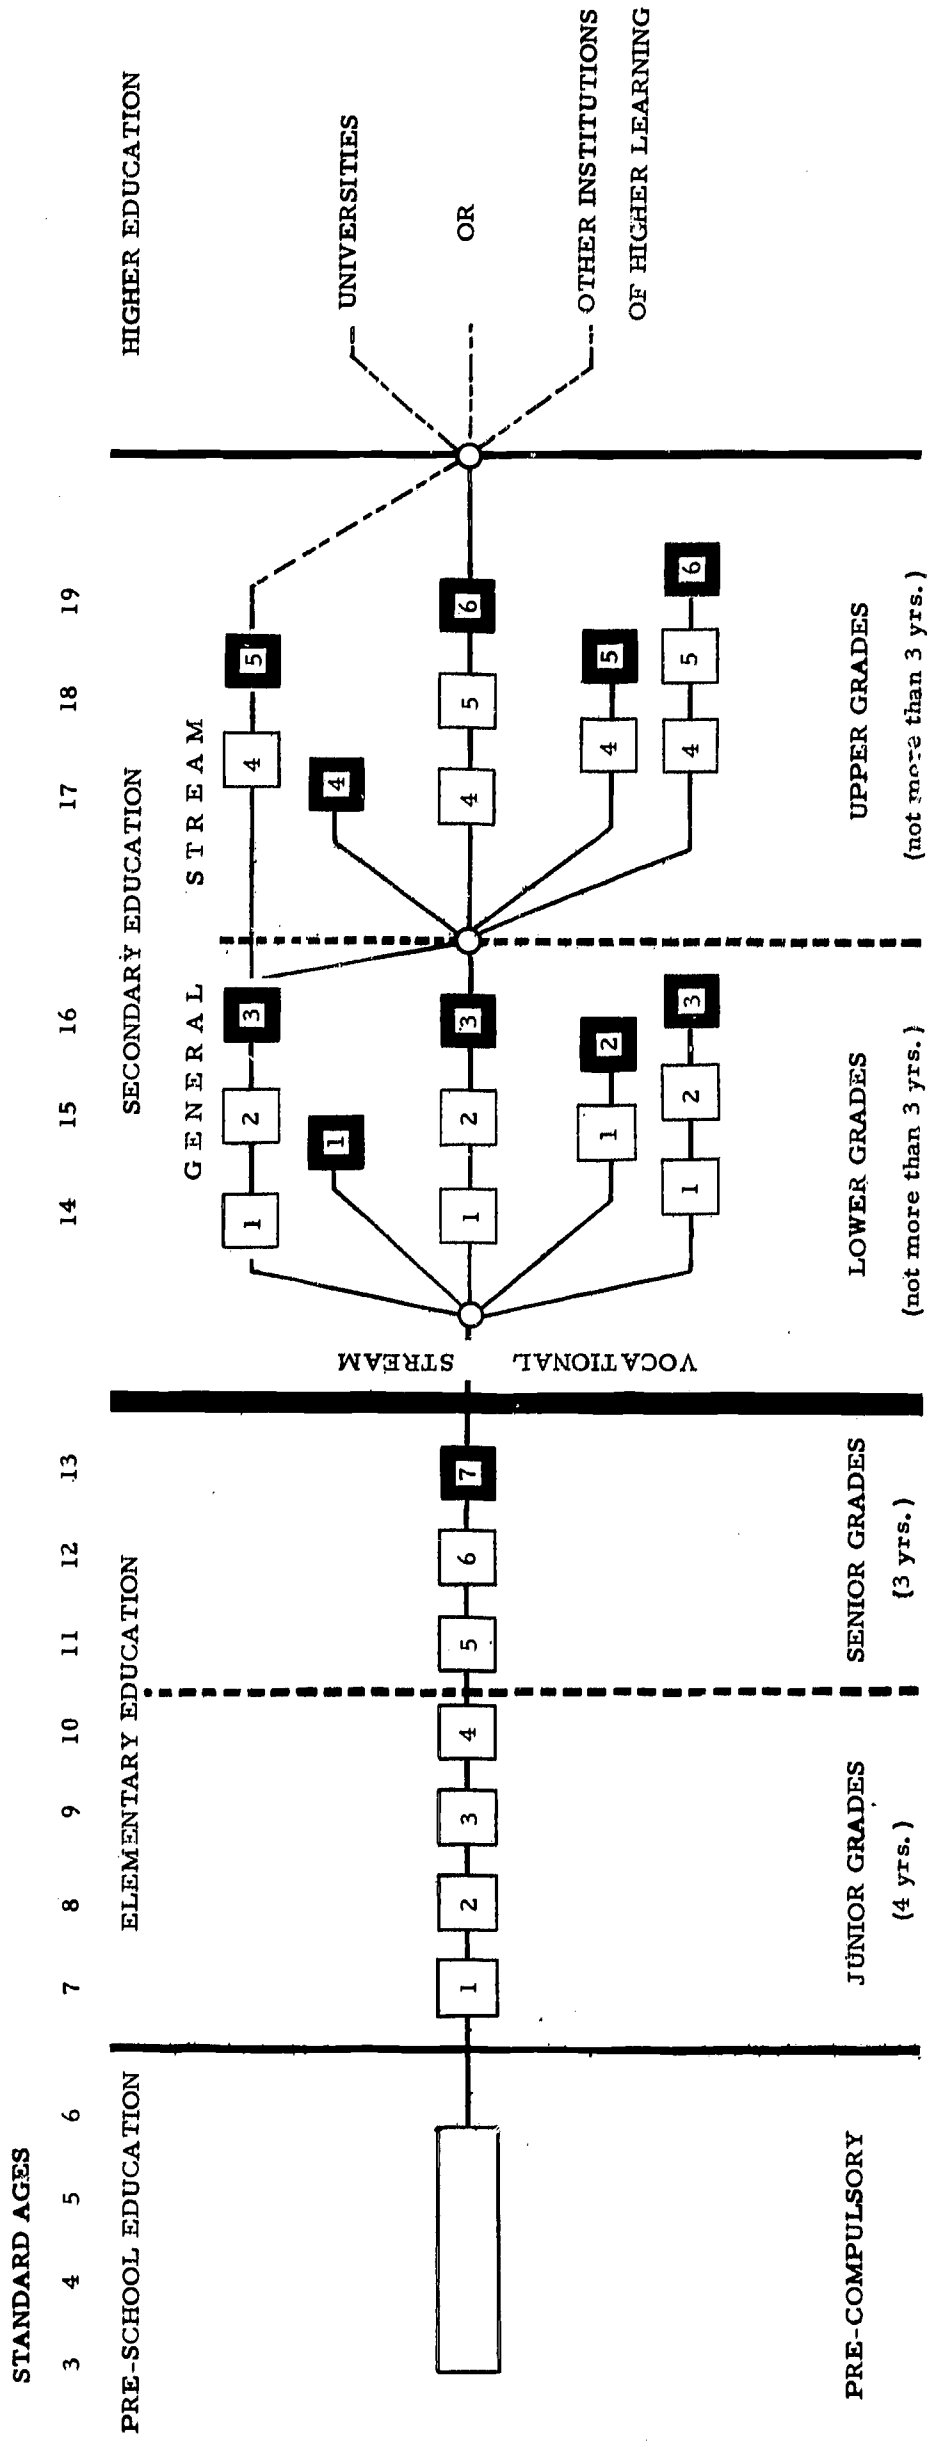 STANDARD AGES
3 4 5 6 7 8 9 10 11 12 13 14 15 16 17 18 19
PRE-SCHOOL EDUCATION ELEMENTARY EDUCATION SECONDARY EDUCATION HIGHER EDUCATION
GENERAL STREAM
1 2 3 4 5
1 4
UNIVERSITIES
VOCATIONAL STREAM
1 2 3 4 5 6 7 1 2 3 4 5 6
OR
1 2 4 5
OTHER INSTITUTIONS
OF HIGHER LEARNING
1 2 3 4 5 6
PRE-COMPULSORY JUNIOR GRADES SENIOR GRADES LOWER GRADES UPPER GRADES
(4 yrs.) (3 yrs.) (not more than 3 yrs.) (not more than 3 yrs.)